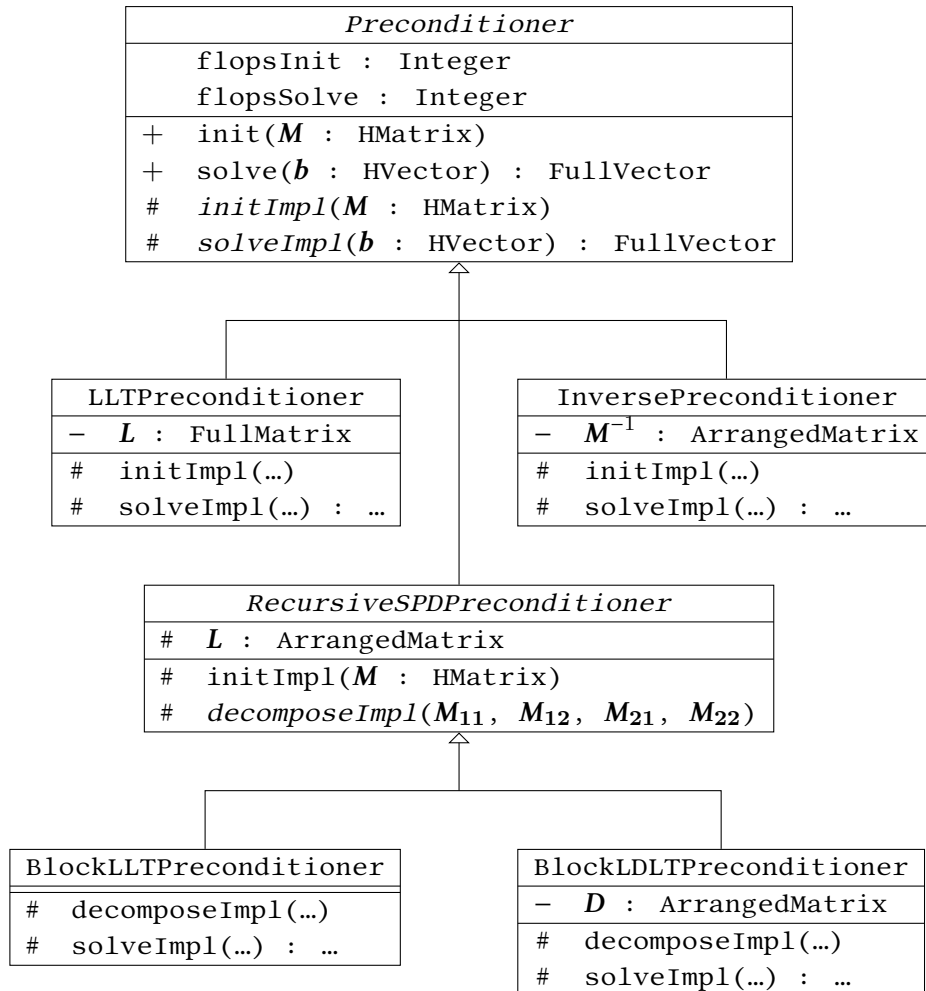 Preconditioner
flopsInit : Integer
flopsSolve : Integer
+ init(M : HMatrix)
+ solve(b : HVector) : FullVector
# initImpl(M : HMatrix)
# solveImpl(b : HVector) : FullVector
LLTPreconditioner
− L : FullMatrix
# initImpl(…)
# solveImpl(…) : …
InversePreconditioner
− M⁻¹ : ArrangedMatrix
# initImpl(…)
# solveImpl(…) : …
RecursiveSPDPreconditioner
# L : ArrangedMatrix
# initImpl(M : HMatrix)
# decomposeImpl(M₁₁, M₁₂, M₂₁, M₂₂)
BlockLLTPreconditioner
# decomposeImpl(…)
# solveImpl(…) : …
BlockLDLTPreconditioner
− D : ArrangedMatrix
# decomposeImpl(…)
# solveImpl(…) : …